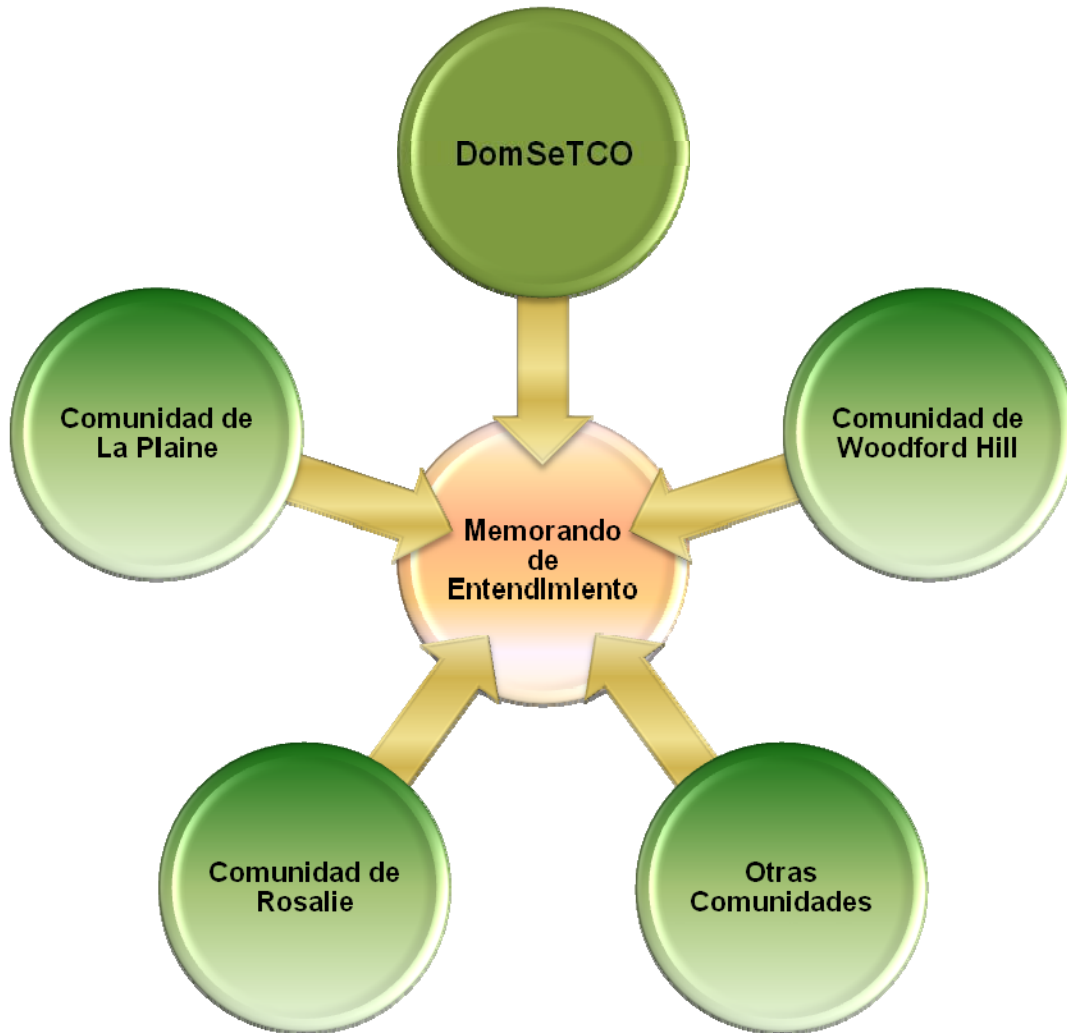 DomSeTCO
Comunidad de
La Plaine
Comunidad de
Woodford Hill
Memorando
de
Entendimiento
Comunidad de
Rosalie
Otras
Comunidades